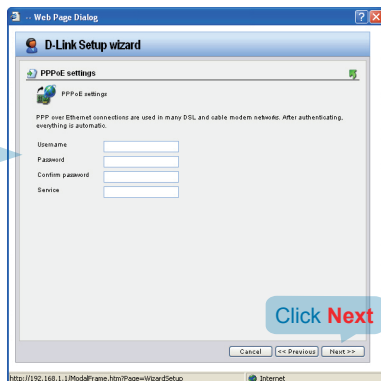 -- Web Page Dialog
D-Link Setup wizard
PPPoE settings
PPPoE settings
PPP over Ethernet connections are used in many DSL and cable modem networks. After authenticating,
everything is automatic.
Username
Password
Confirm password
Service
Click Next
Cancel << Previous Next >>
http://192.168.1.1/ModalFrame.htm?Page=WizardSetup Internet